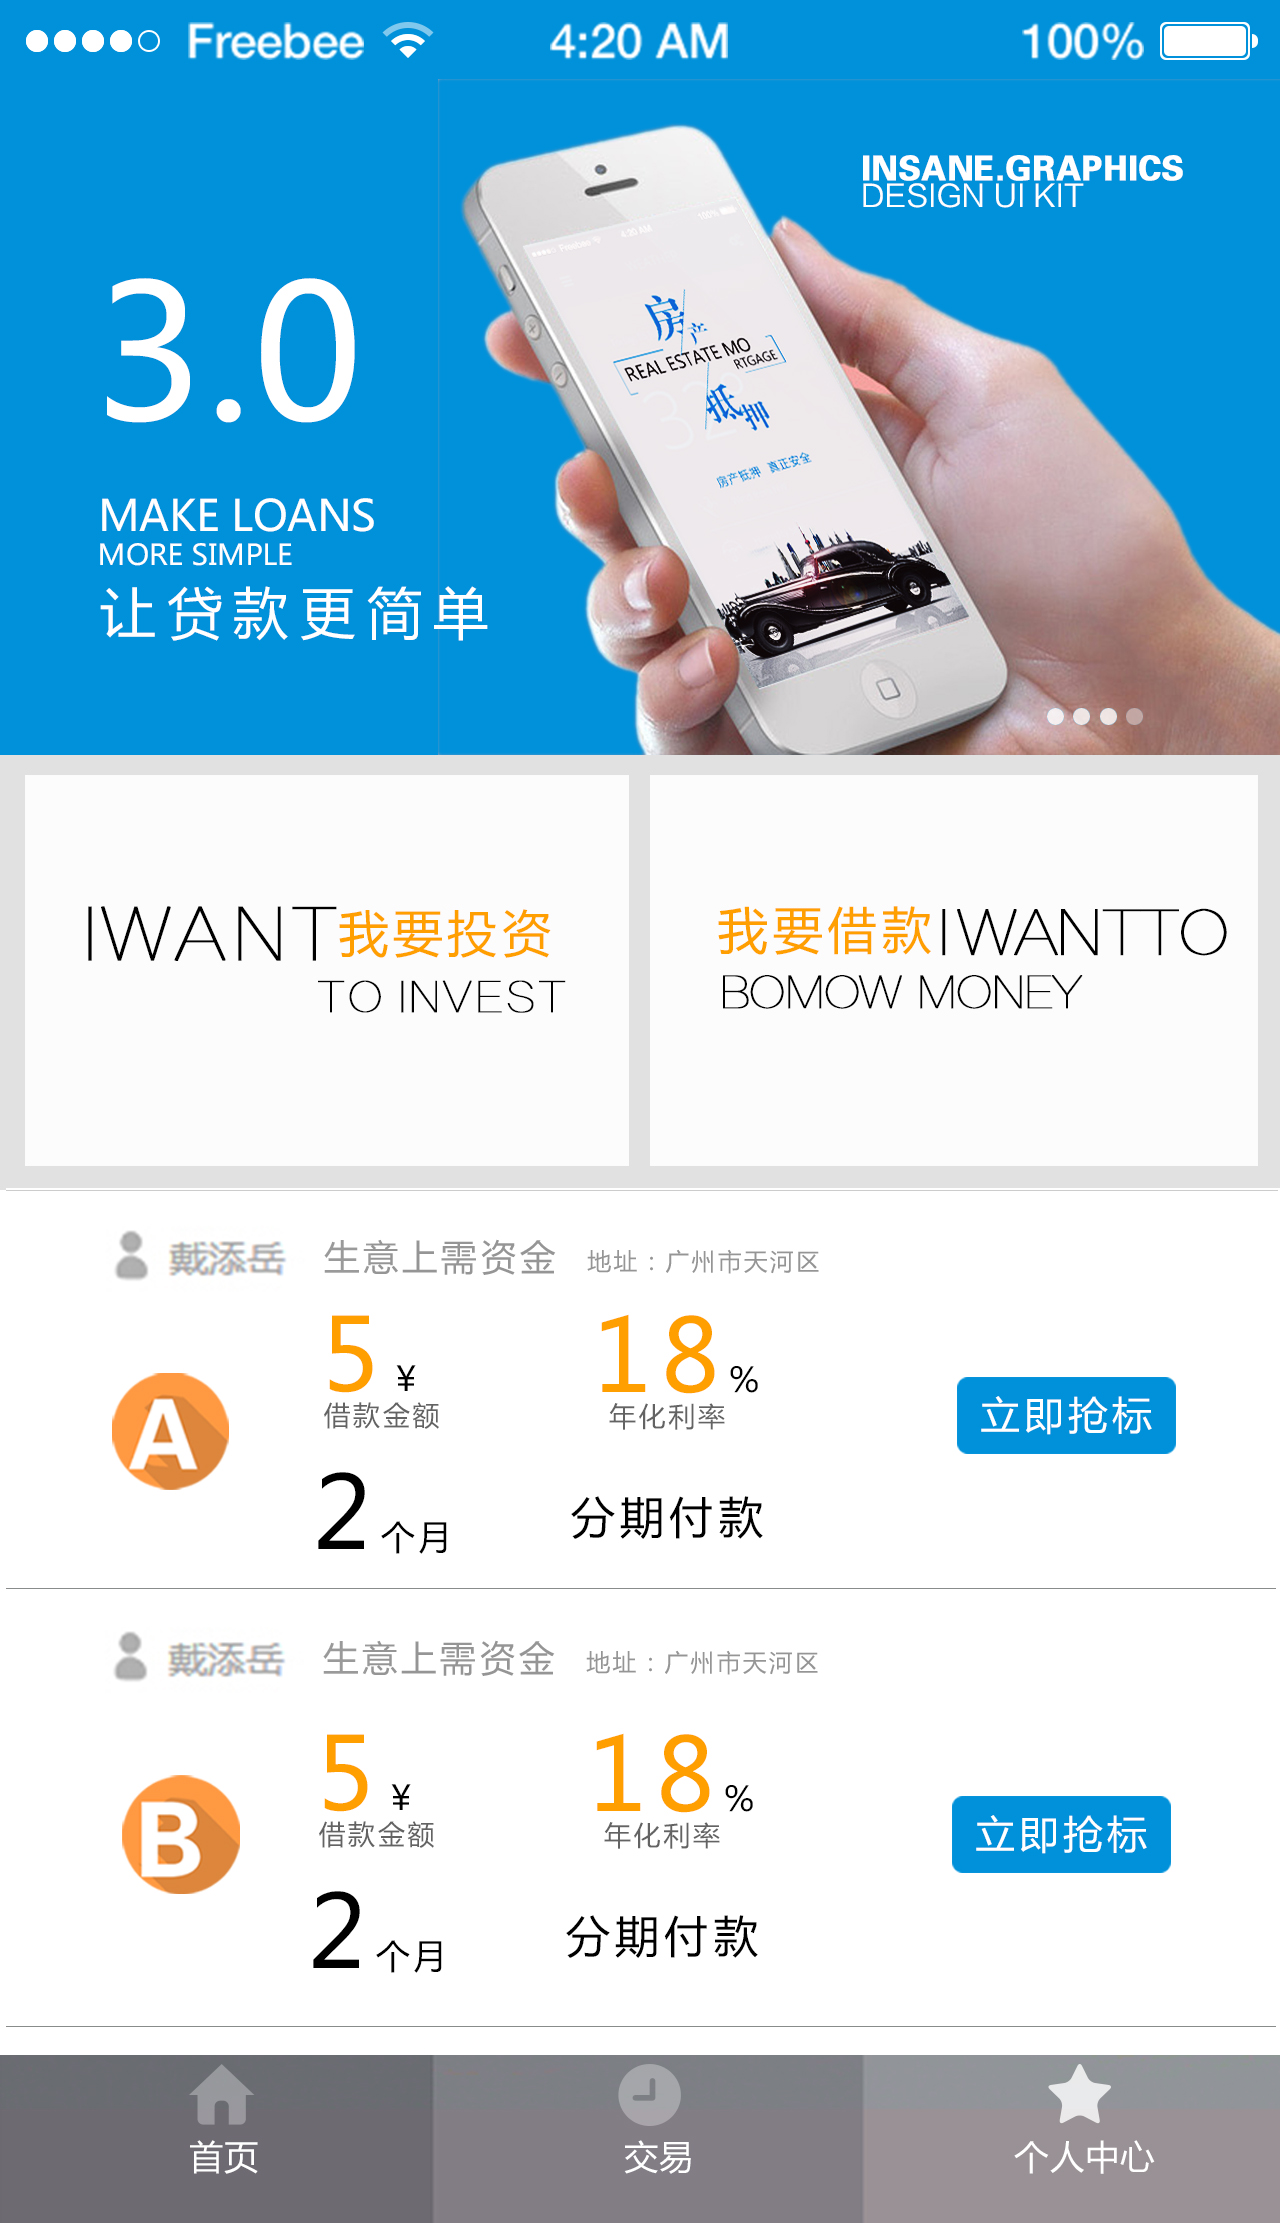 Freebee 4:20 AM 100%
INSANE.GRAPHICS
DESIGN UI KIT
3.0
MAKE LOANS
MORE SIMPLE
让贷款更简单
4:20 AM 100%
Freebee
房产
REAL ESTATE MO
RTGAGE
抵押
房产抵押 真正安全
IWANT我要投资
TO INVEST
我要借款IWANTTO
BOMOW MONEY
戴添岳 生意上需资金 地址：广州市天河区
A
5 ¥ 18 %
借款金额 年化利率
立即抢标
2个月 分期付款
戴添岳 生意上需资金 地址：广州市天河区
B
5 ¥ 18 %
借款金额 年化利率
立即抢标
2个月 分期付款
首页 交易 个人中心